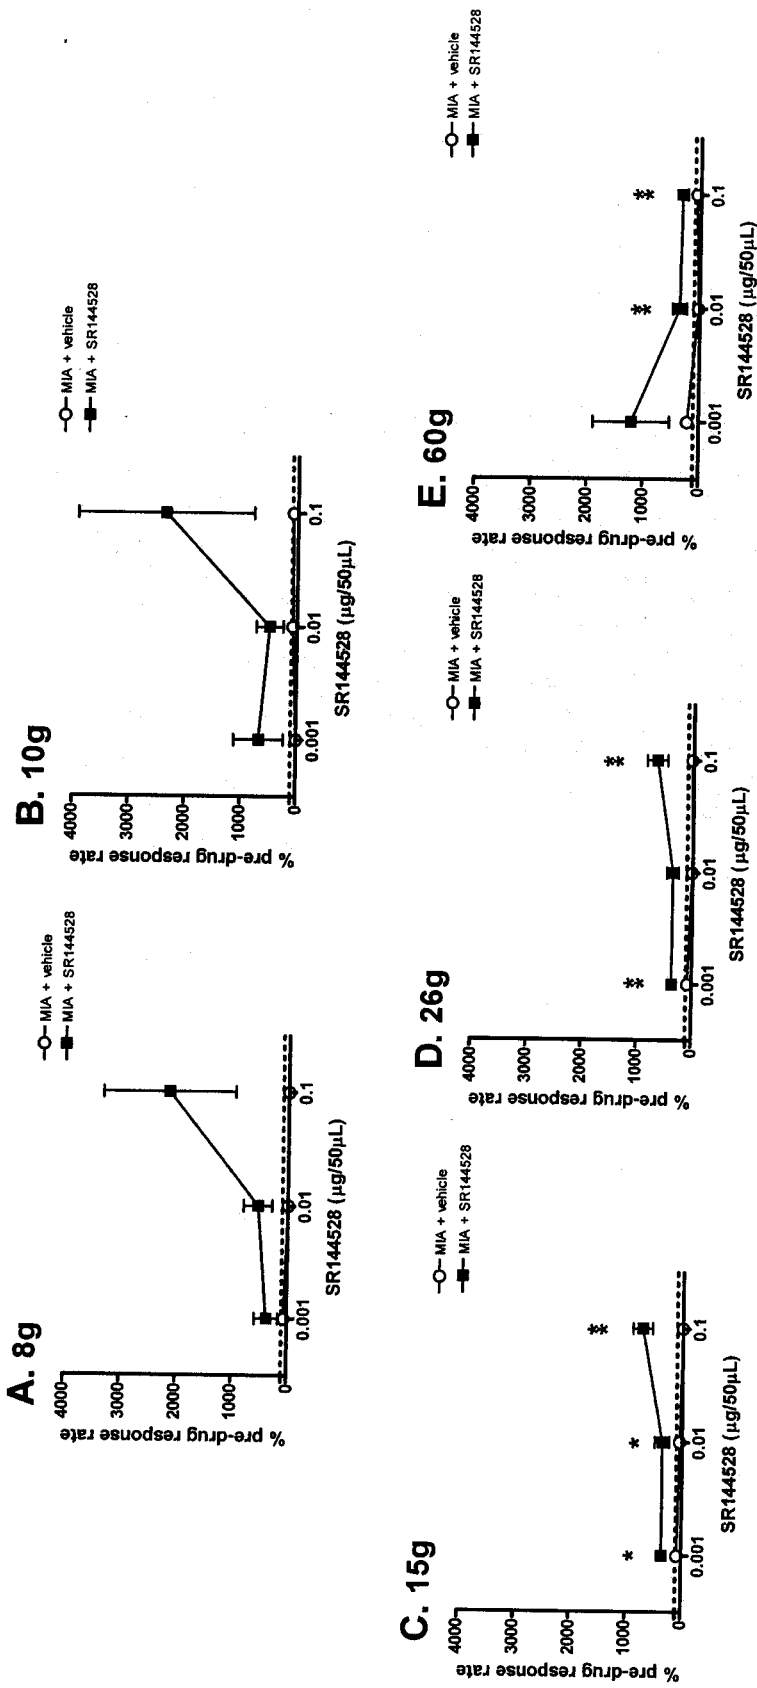 A. 8g
MIA + vehicle
MIA + SR144528
4000
3000
2000
1000
0
% pre-drug response rate
0.001
0.01
0.1
SR144528 (µg/50µL)
B. 10g
MIA + vehicle
MIA + SR144528
4000
3000
2000
1000
0
% pre-drug response rate
0.001
0.01
0.1
SR144528 (µg/50µL)
C. 15g
MIA + vehicle
MIA + SR144528
4000
3000
2000
1000
0
% pre-drug response rate
*
*
**
0.001
0.01
0.1
SR144528 (µg/50µL)
D. 26g
MIA + vehicle
MIA + SR144528
4000
3000
2000
1000
0
% pre-drug response rate
**
**
0.001
0.01
0.1
SR144528 (µg/50µL)
E. 60g
MIA + vehicle
MIA + SR144528
4000
3000
2000
1000
0
% pre-drug response rate
**
**
0.001
0.01
0.1
SR144528 (µg/50µL)